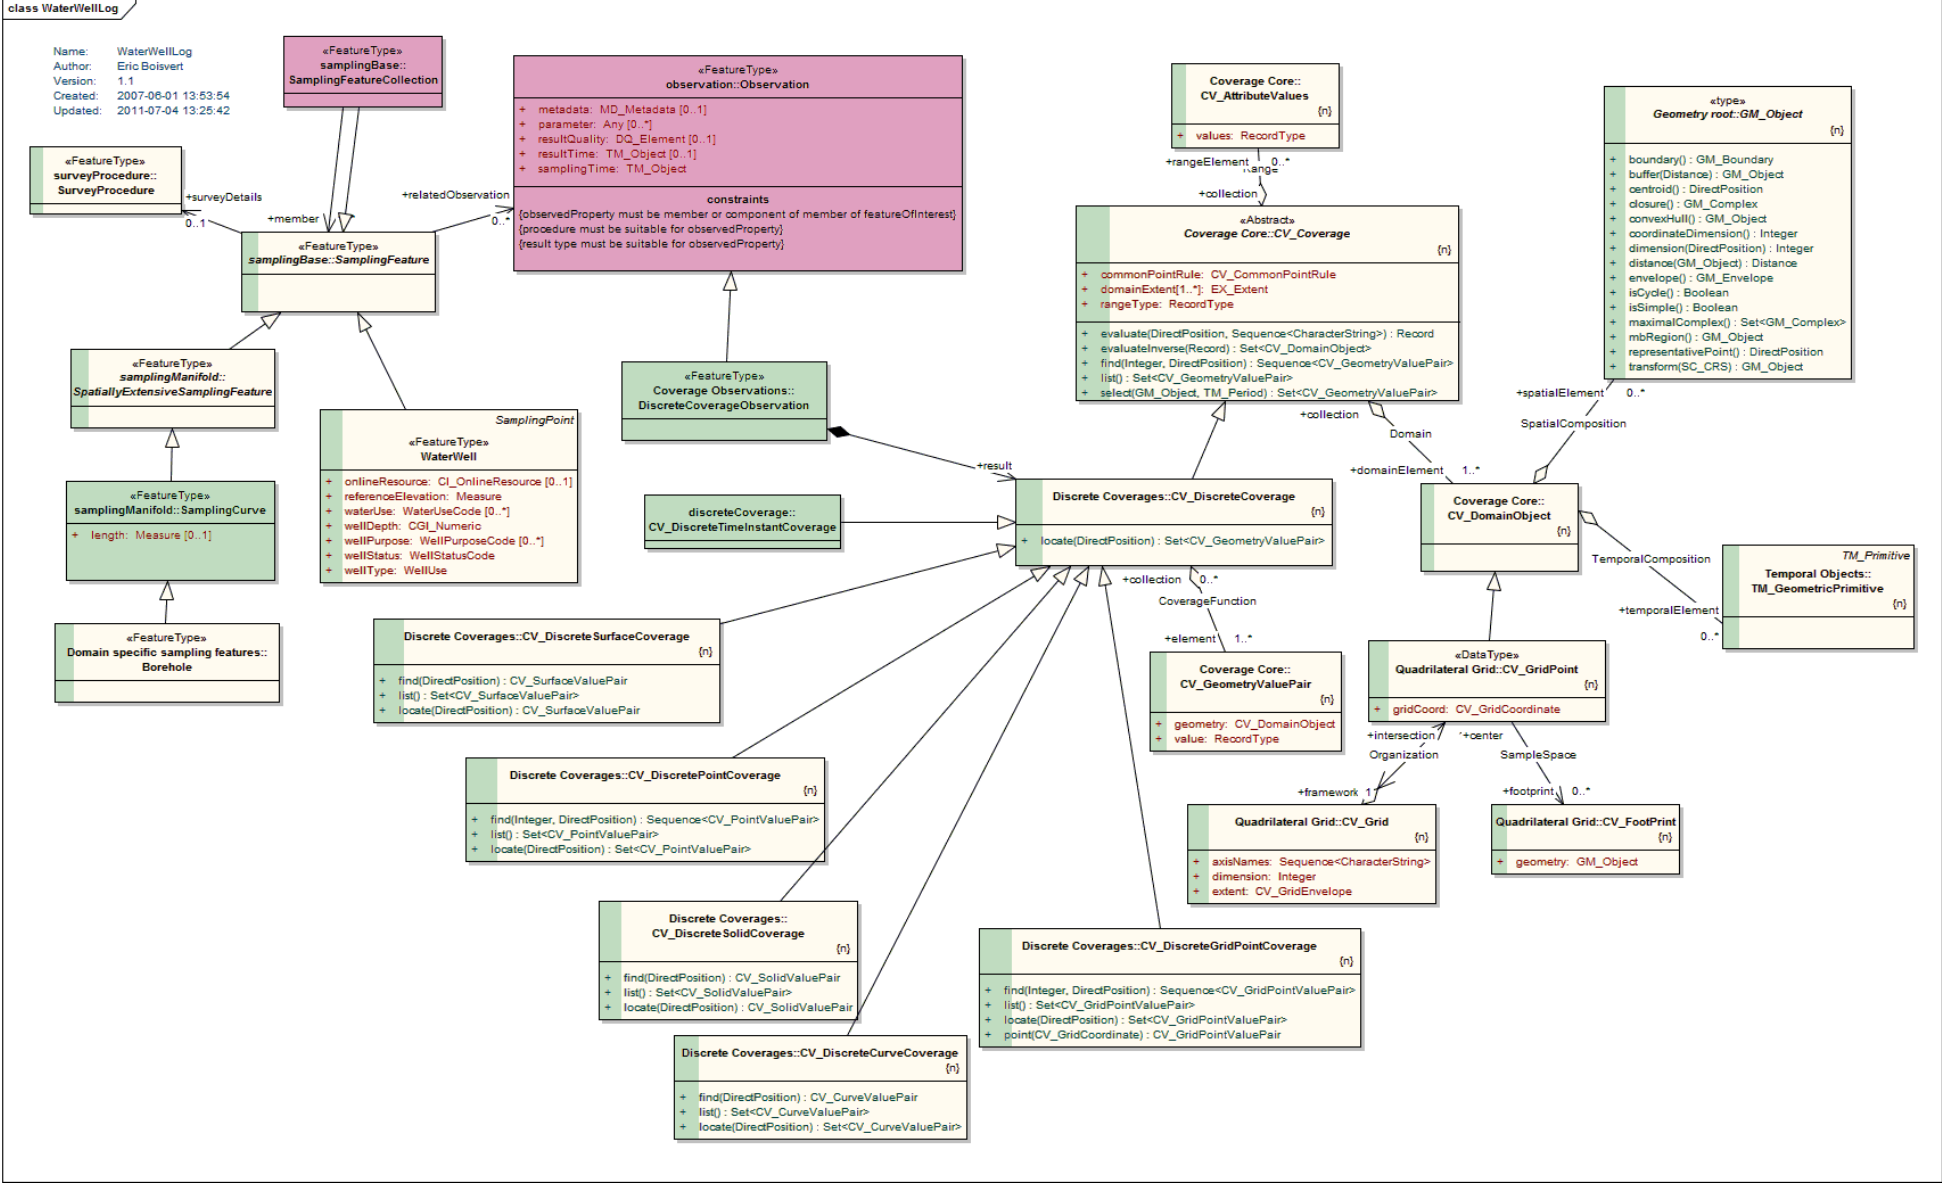 class WaterWellLog
Name: WaterWellLog
Author: Eric Boisvert
Version: 1.1
Created: 2007-06-01 13:53:54
Updated: 2011-07-04 13:25:42
«FeatureType»
samplingBase::
SamplingFeatureCollection
«FeatureType»
surveyProcedure::
SurveyProcedure
+surveyDetails
0..1
+member
+relatedObservation
0..*
«FeatureType»
samplingBase::SamplingFeature
«FeatureType»
observation::Observation
+ metadata: MD_Metadata [0..1]
+ parameter: Any [0..*]
+ resultQuality: DQ_Element [0..1]
+ resultTime: TM_Object [0..1]
+ samplingTime: TM_Object
constraints
{observedProperty must be member or component of member of featureOfInterest}
{procedure must be suitable for observedProperty}
{result type must be suitable for observedProperty}
Coverage Core::
CV_AttributeValues
{n}
+ values: RecordType
+rangeElement 0..*
Range
+collection
«Abstract»
Coverage Core::CV_Coverage
{n}
+ commonPointRule: CV_CommonPointRule
+ domainExtent[1..*]: EX_Extent
+ rangeType: RecordType
+ evaluate(DirectPosition, Sequence<CharacterString>) : Record
+ evaluateInverse(Record) : Set<CV_DomainObject>
+ find(Integer, DirectPosition) : Sequence<CV_GeometryValuePair>
+ list() : Set<CV_GeometryValuePair>
+ select(GM_Object, TM_Period) : Set<CV_GeometryValuePair>
«type»
Geometry root::GM_Object
{n}
+ boundary() : GM_Boundary
+ buffer(Distance) : GM_Object
+ centroid() : DirectPosition
+ closure() : GM_Complex
+ convexHull() : GM_Object
+ coordinateDimension() : Integer
+ dimension(DirectPosition) : Integer
+ distance(GM_Object) : Distance
+ envelope() : GM_Envelope
+ isCycle() : Boolean
+ isSimple() : Boolean
+ maximalComplex() : Set<GM_Complex>
+ mbRegion() : GM_Object
+ representativePoint() : DirectPosition
+ transform(SC_CRS) : GM_Object
+spatialElement 0..*
SpatialComposition
+collection
Domain
+domainElement 1..*
«FeatureType»
samplingManifold::
SpatiallyExtensiveSamplingFeature
«FeatureType»
samplingManifold::SamplingCurve
+ length: Measure [0..1]
«FeatureType»
Domain specific sampling features::
Borehole
SamplingPoint
«FeatureType»
WaterWell
+ onlineResource: CI_OnlineResource [0..1]
+ referenceElevation: Measure
+ waterUse: WaterUseCode [0..*]
+ wellDepth: CGI_Numeric
+ wellPurpose: WellPurposeCode [0..*]
+ wellStatus: WellStatusCode
+ wellType: WellUse
«FeatureType»
Coverage Observations::
DiscreteCoverageObservation
+result
discreteCoverage::
CV_DiscreteTimeInstantCoverage
Discrete Coverages::CV_DiscreteCoverage
{n}
+ locate(DirectPosition) : Set<CV_GeometryValuePair>
+collection 0..*
CoverageFunction
+element 1..*
Coverage Core::
CV_GeometryValuePair
{n}
+ geometry: CV_DomainObject
+ value: RecordType
Coverage Core::
CV_DomainObject
{n}
TemporalComposition
+temporalElement
0..*
TM_Primitive
Temporal Objects::
TM_GeometricPrimitive
{n}
«DataType»
Quadrilateral Grid::CV_GridPoint
{n}
+ gridCoord: CV_GridCoordinate
+intersection
+center
Organization
SampleSpace
+framework 1
+footprint 0..*
Quadrilateral Grid::CV_Grid
{n}
+ axisNames: Sequence<CharacterString>
+ dimension: Integer
+ extent: CV_GridEnvelope
Quadrilateral Grid::CV_FootPrint
{n}
+ geometry: GM_Object
Discrete Coverages::CV_DiscreteSurfaceCoverage
{n}
+ find(DirectPosition) : CV_SurfaceValuePair
+ list() : Set<CV_SurfaceValuePair>
+ locate(DirectPosition) : CV_SurfaceValuePair
Discrete Coverages::CV_DiscretePointCoverage
{n}
+ find(Integer, DirectPosition) : Sequence<CV_PointValuePair>
+ list() : Set<CV_PointValuePair>
+ locate(DirectPosition) : Set<CV_PointValuePair>
Discrete Coverages::
CV_DiscreteSolidCoverage
{n}
+ find(DirectPosition) : CV_SolidValuePair
+ list() : Set<CV_SolidValuePair>
+ locate(DirectPosition) : CV_SolidValuePair
Discrete Coverages::CV_DiscreteGridPointCoverage
{n}
+ find(Integer, DirectPosition) : Sequence<CV_GridPointValuePair>
+ list() : Set<CV_GridPointValuePair>
+ locate(DirectPosition) : Set<CV_GridPointValuePair>
+ point(CV_GridCoordinate) : CV_GridPointValuePair
Discrete Coverages::CV_DiscreteCurveCoverage
{n}
+ find(DirectPosition) : CV_CurveValuePair
+ list() : Set<CV_CurveValuePair>
+ locate(DirectPosition) : Set<CV_CurveValuePair>